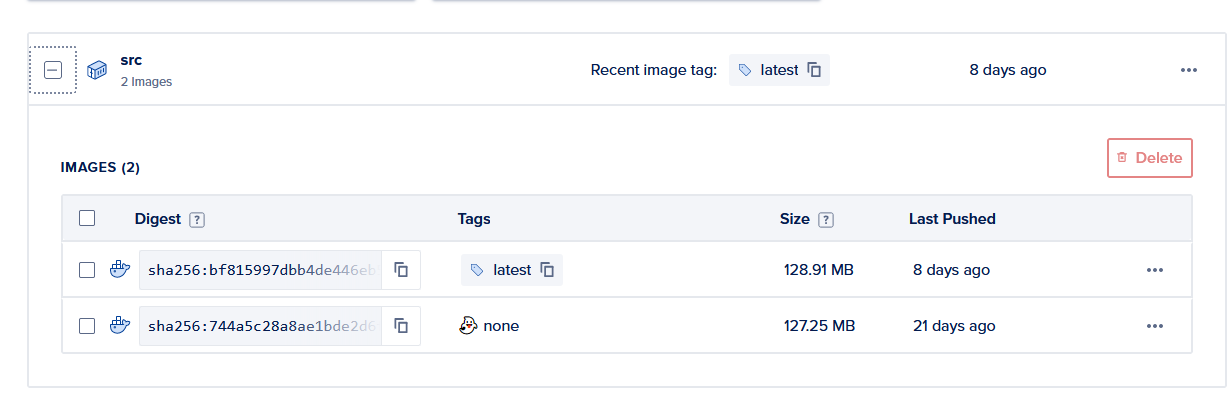 src
2 Images
Recent image tag: latest 8 days ago
IMAGES (2)
Delete
Digest ? Tags Size ? Last Pushed
sha256:bf815997dbb4de446eb latest 128.91 MB 8 days ago
sha256:744a5c28a8ae1bde2d6 none 127.25 MB 21 days ago